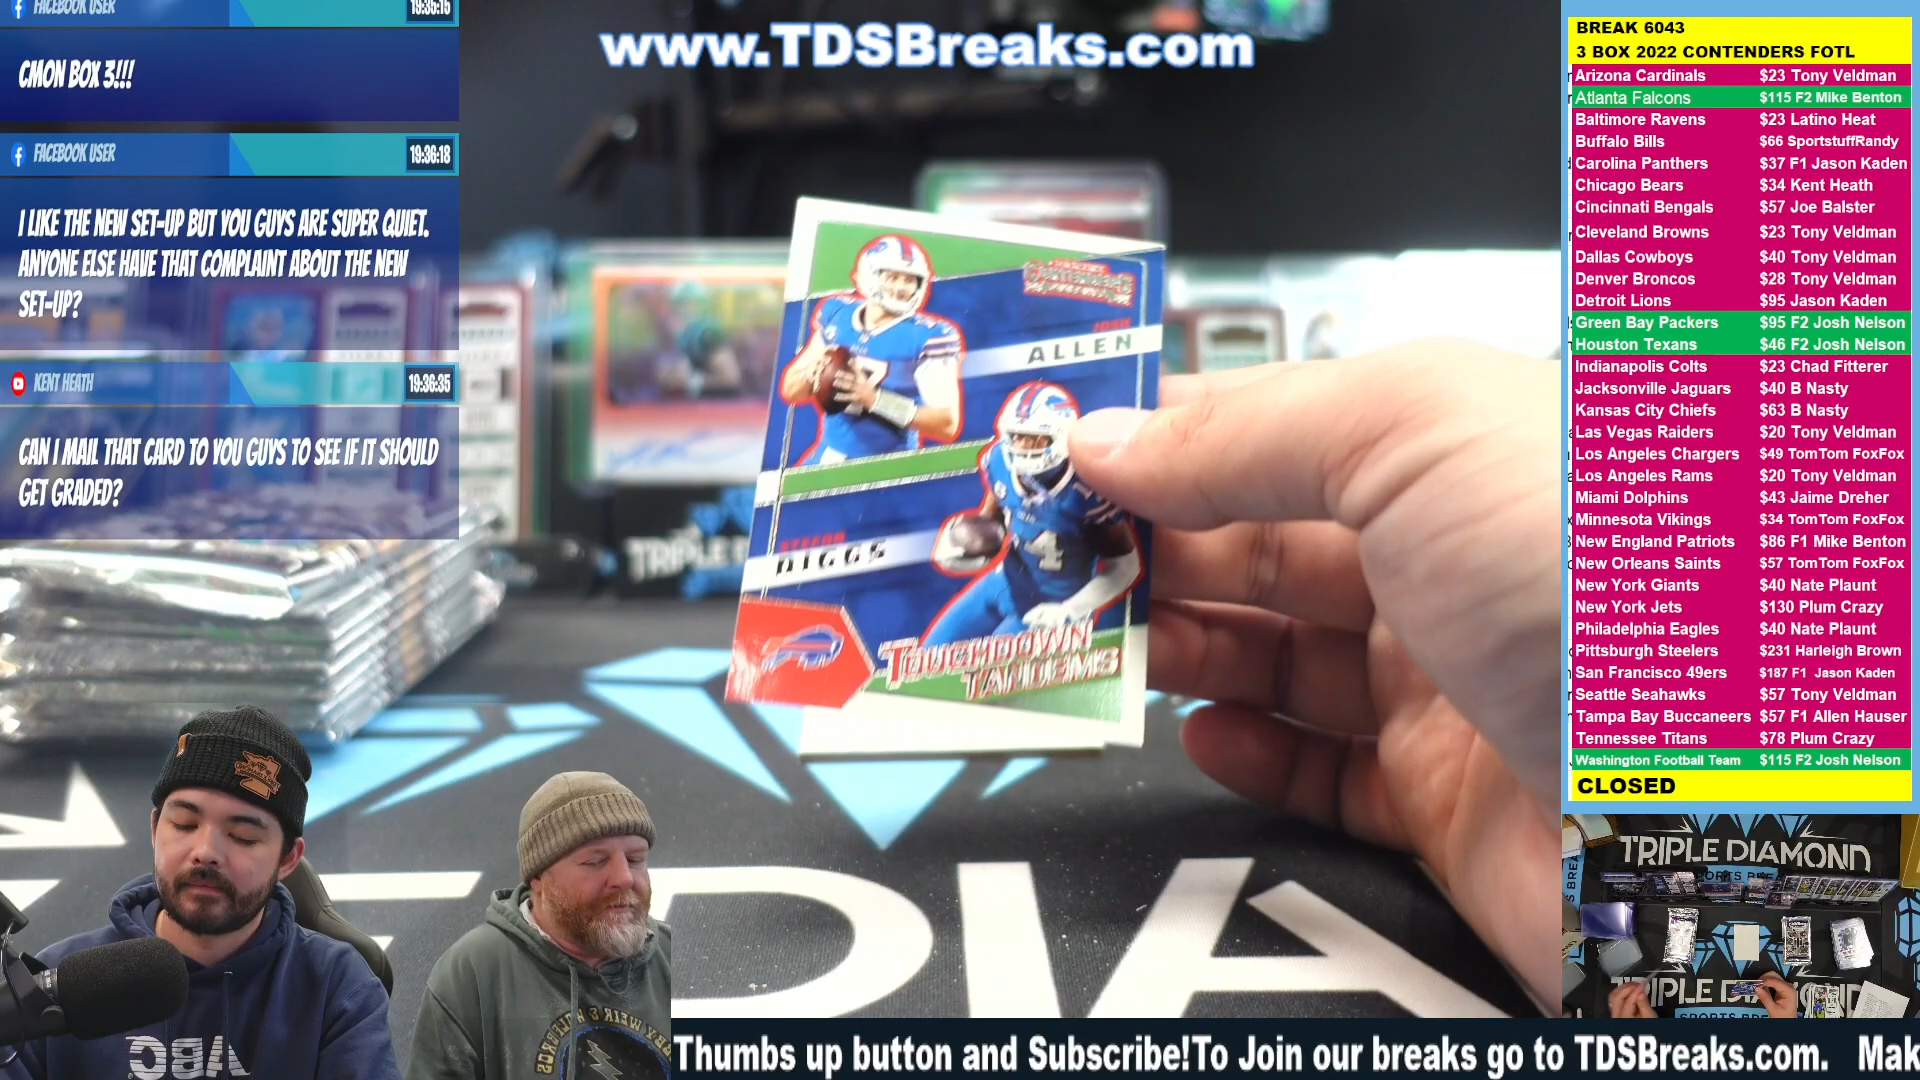 FACEBOOK USER
19:35:15
CMON BOX 3!!!
FACEBOOK USER
19:36:18
I LIKE THE NEW SET-UP BUT YOU GUYS ARE SUPER QUIET.
ANYONE ELSE HAVE THAT COMPLAINT ABOUT THE NEW
SET-UP?
KENT HEATH
19:36:35
CAN I MAIL THAT CARD TO YOU GUYS TO SEE IF IT SHOULD
GET GRADED?
www.TDSBreaks.com
CONTENDERS
JOSH
ALLEN
STEFON
DIGGS
TOUCHDOWN
TANDEMS
BREAK 6043
3 BOX 2022 CONTENDERS FOTL
Arizona Cardinals $23 Tony Veldman
Atlanta Falcons $115 F2 Mike Benton
Baltimore Ravens $23 Latino Heat
Buffalo Bills $66 SportstuffRandy
Carolina Panthers $37 F1 Jason Kaden
Chicago Bears $34 Kent Heath
Cincinnati Bengals $57 Joe Balster
Cleveland Browns $23 Tony Veldman
Dallas Cowboys $40 Tony Veldman
Denver Broncos $28 Tony Veldman
Detroit Lions $95 Jason Kaden
Green Bay Packers $95 F2 Josh Nelson
Houston Texans $46 F2 Josh Nelson
Indianapolis Colts $23 Chad Fitterer
Jacksonville Jaguars $40 B Nasty
Kansas City Chiefs $63 B Nasty
Las Vegas Raiders $20 Tony Veldman
Los Angeles Chargers $49 TomTom FoxFox
Los Angeles Rams $20 Tony Veldman
Miami Dolphins $43 Jaime Dreher
Minnesota Vikings $34 TomTom FoxFox
New England Patriots $86 F1 Mike Benton
New Orleans Saints $57 TomTom FoxFox
New York Giants $40 Nate Plaunt
New York Jets $130 Plum Crazy
Philadelphia Eagles $40 Nate Plaunt
Pittsburgh Steelers $231 Harleigh Brown
San Francisco 49ers $187 F1 Jason Kaden
Seattle Seahawks $57 Tony Veldman
Tampa Bay Buccaneers $57 F1 Allen Hauser
Tennessee Titans $78 Plum Crazy
Washington Football Team $115 F2 Josh Nelson
CLOSED
TRIPLE DIAMOND
TRIPLE DIAMOND
Thumbs up button and Subscribe!To Join our breaks go to TDSBreaks.com. Mak